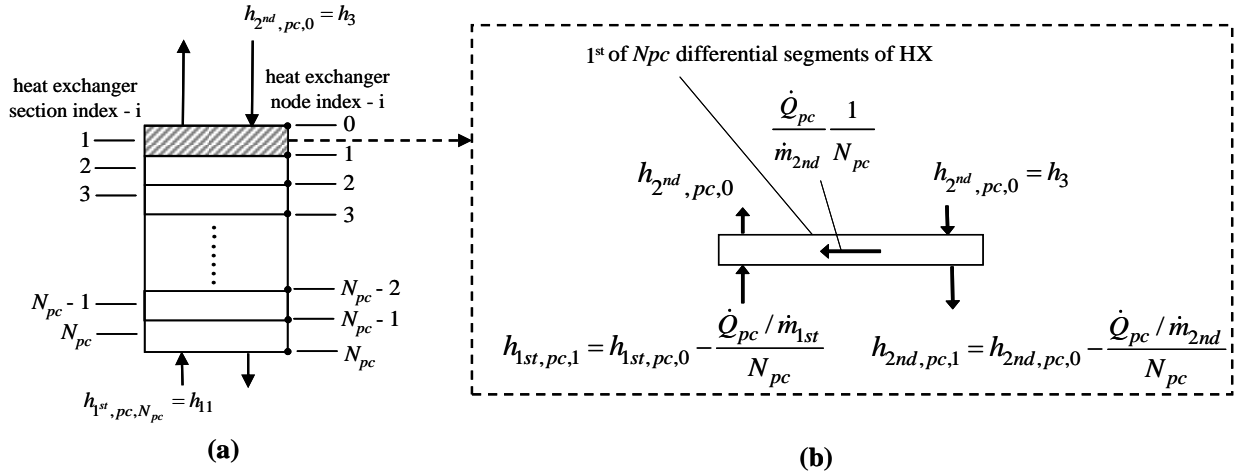 h_{2^{nd},pc,0} = h_3
heat exchanger
section index - i
heat exchanger
node index - i
0
1
1
2
2
3
3
N_{pc} - 2
N_{pc} - 1
N_{pc} - 1
N_{pc}
N_{pc}
h_{1^{st},pc,N_{pc}} = h_{11}
(a)
1^{st} of Npc differential segments of HX
\frac{\dot{Q}_{pc}}{\dot{m}_{2nd}} \frac{1}{N_{pc}}
h_{2^{nd},pc,0}
h_{2^{nd},pc,0} = h_3
h_{1st,pc,1} = h_{1st,pc,0} - \frac{\dot{Q}_{pc} / \dot{m}_{1st}}{N_{pc}}
h_{2nd,pc,1} = h_{2nd,pc,0} - \frac{\dot{Q}_{pc} / \dot{m}_{2nd}}{N_{pc}}
(b)